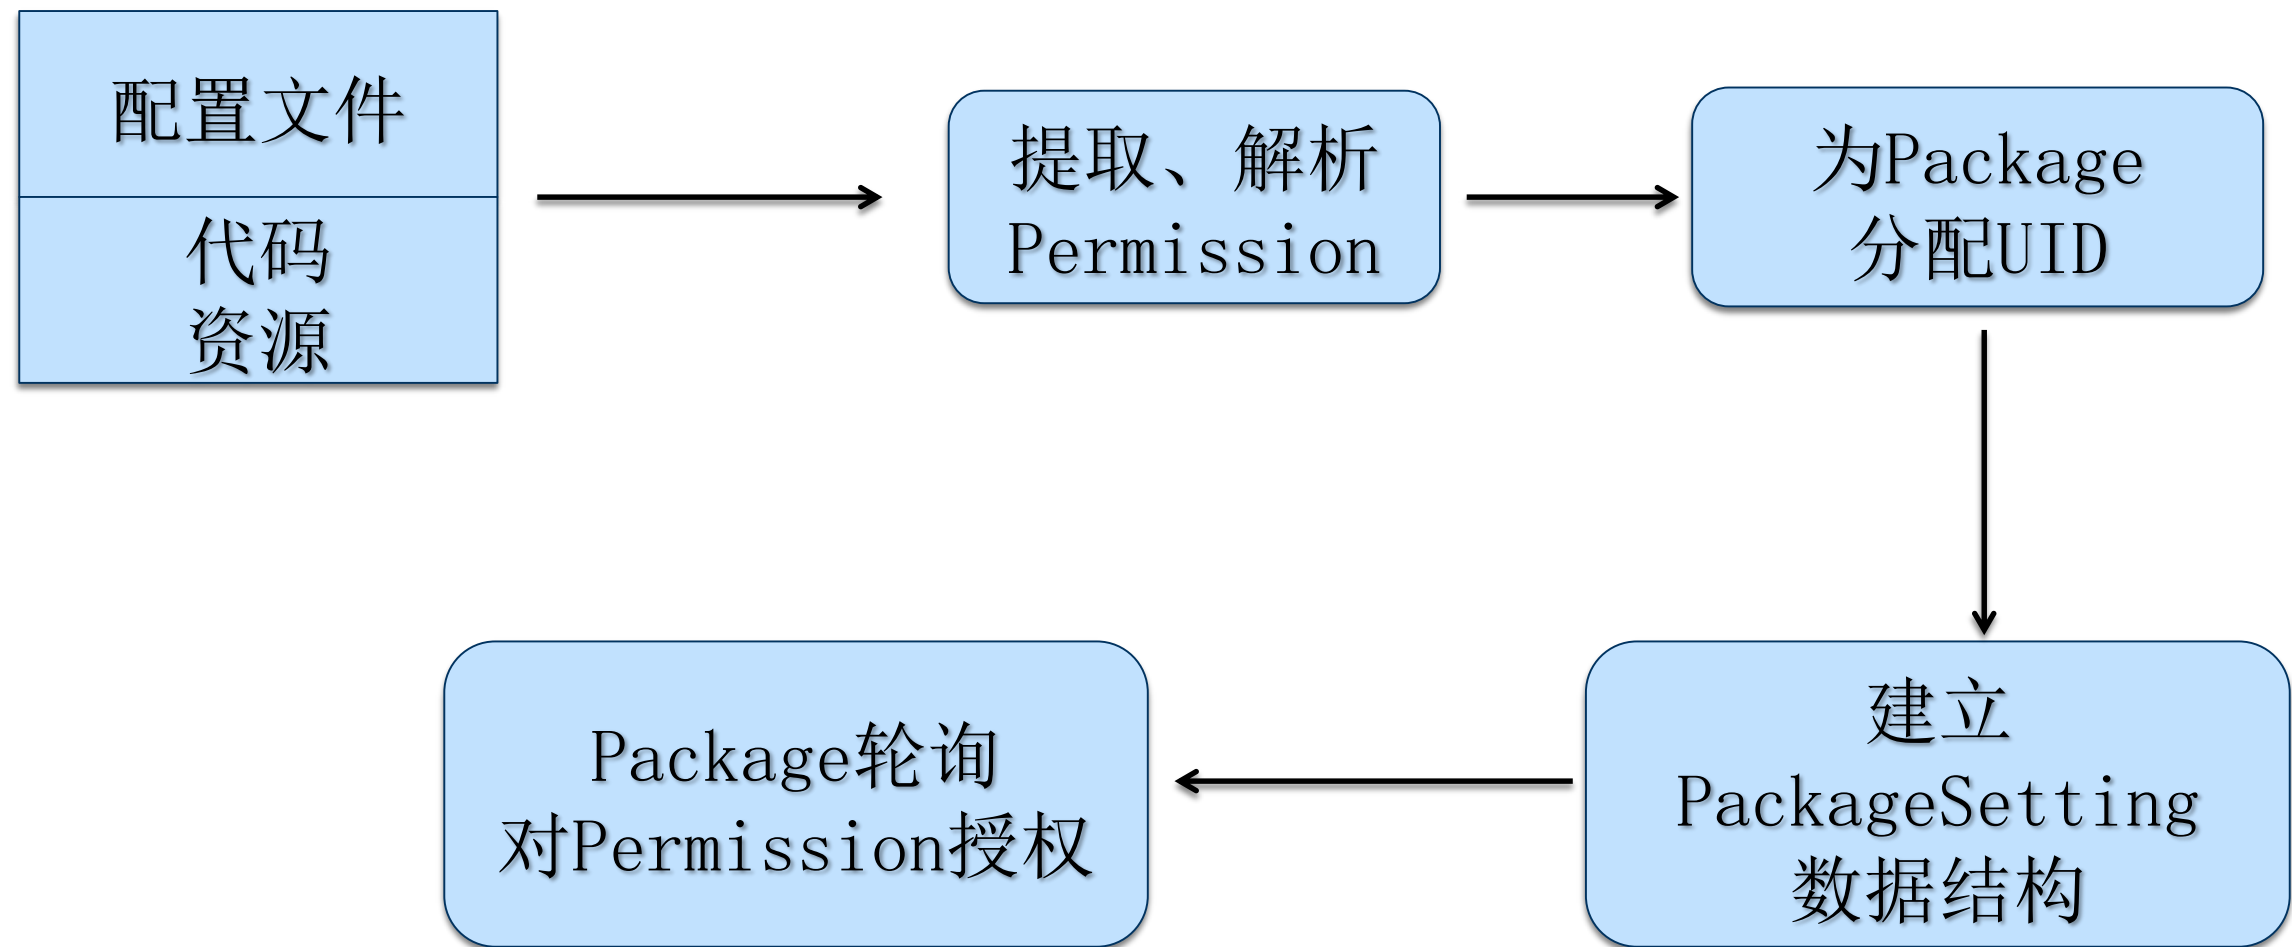 配置文件
代码
资源
提取、解析
Permission
为Package
分配UID
建立
PackageSetting
数据结构
Package轮询
对Permission授权